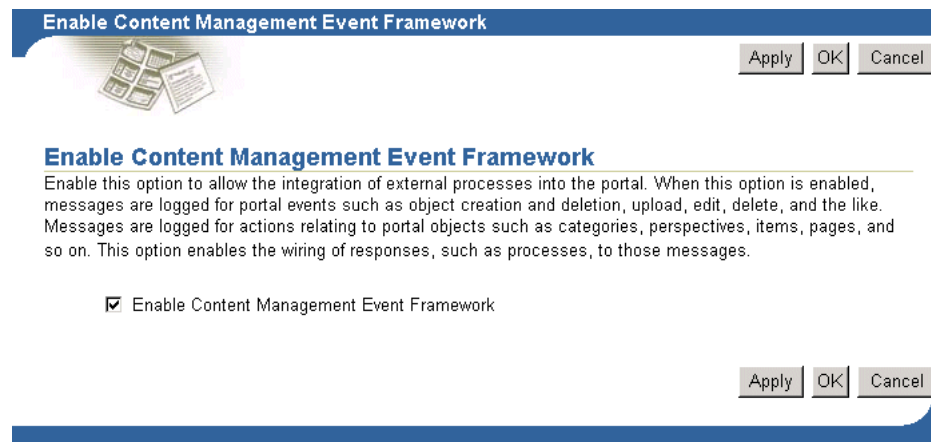 Enable Content Management Event Framework
Apply OK Cancel
Enable Content Management Event Framework
Enable this option to allow the integration of external processes into the portal. When this option is enabled,
messages are logged for portal events such as object creation and deletion, upload, edit, delete, and the like.
Messages are logged for actions relating to portal objects such as categories, perspectives, items, pages, and
so on. This option enables the wiring of responses, such as processes, to those messages.
Enable Content Management Event Framework
Apply OK Cancel